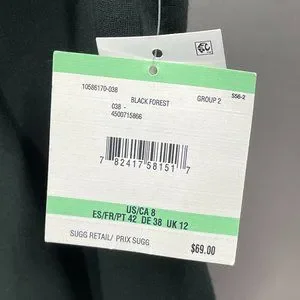 10586170-038
BLACK FOREST
038 - GROUP 2 SS6-2
4500715866
7 82417 58151 7
US/CA 8
ES/FR/PT 42 DE 38 UK 12
SUGG RETAIL/ PRIX SUGG
$69.00